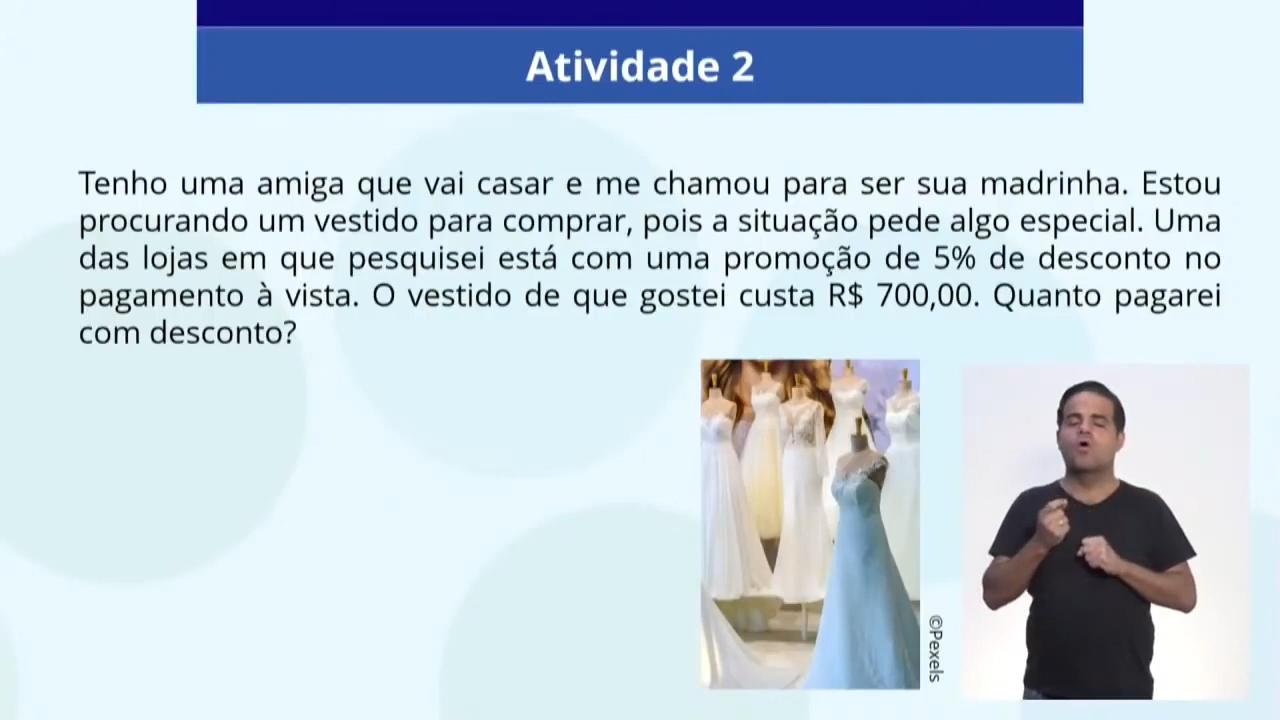 Atividade 2
Tenho uma amiga que vai casar e me chamou para ser sua madrinha. Estou
procurando um vestido para comprar, pois a situação pede algo especial. Uma
das lojas em que pesquisei está com uma promoção de 5% de desconto no
pagamento à vista. O vestido de que gostei custa R$ 700,00. Quanto pagarei
com desconto?
©Pexels